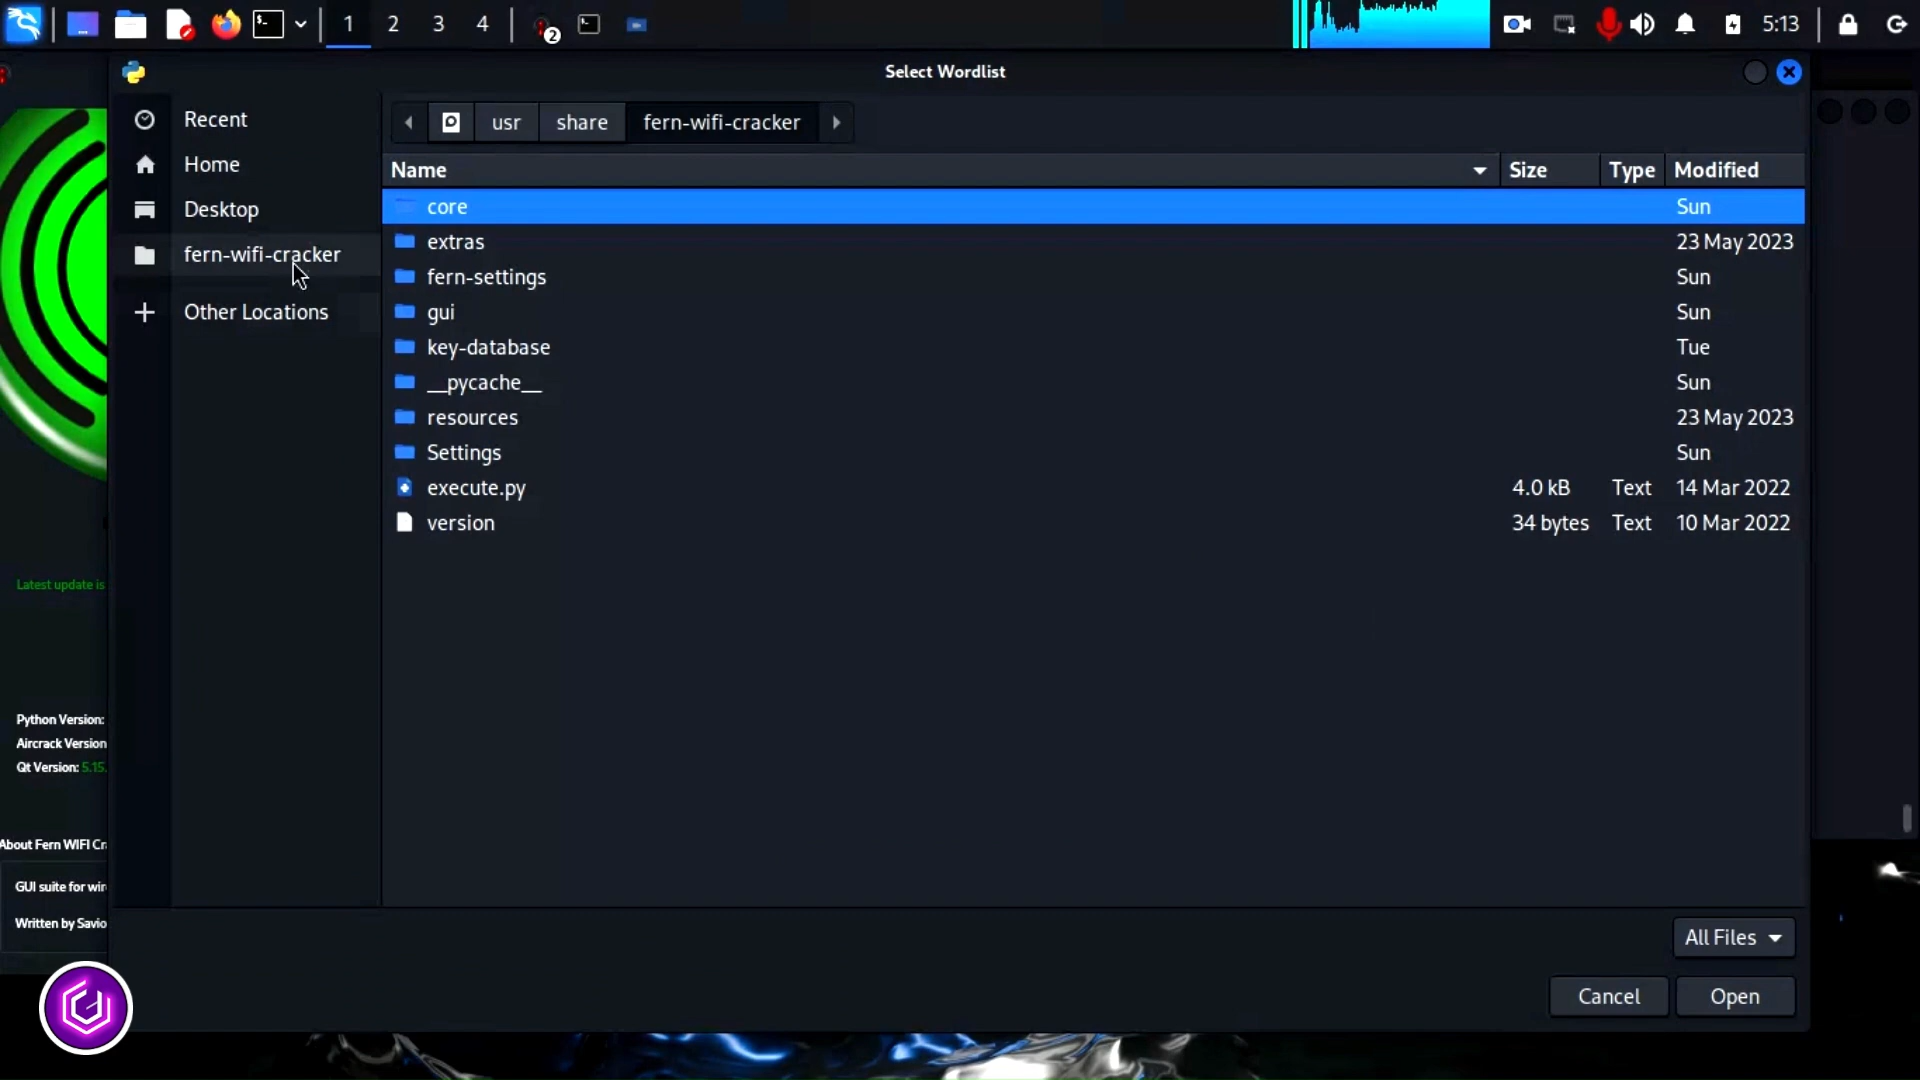 1 2 3 4 2 5:13
Select Wordlist
Recent
Home
Desktop
fern-wifi-cracker
Other Locations
usr share fern-wifi-cracker
Name Size Type Modified
core Sun
extras 23 May 2023
fern-settings Sun
gui Sun
key-database Tue
__pycache__ Sun
resources 23 May 2023
Settings Sun
execute.py 4.0 kB Text 14 Mar 2022
version 34 bytes Text 10 Mar 2022
Latest update is
Python Version:
Aircrack Version
Qt Version: 5.15.
About Fern WIFI Cr
GUI suite for wir
Written by Savio
All Files
Cancel Open